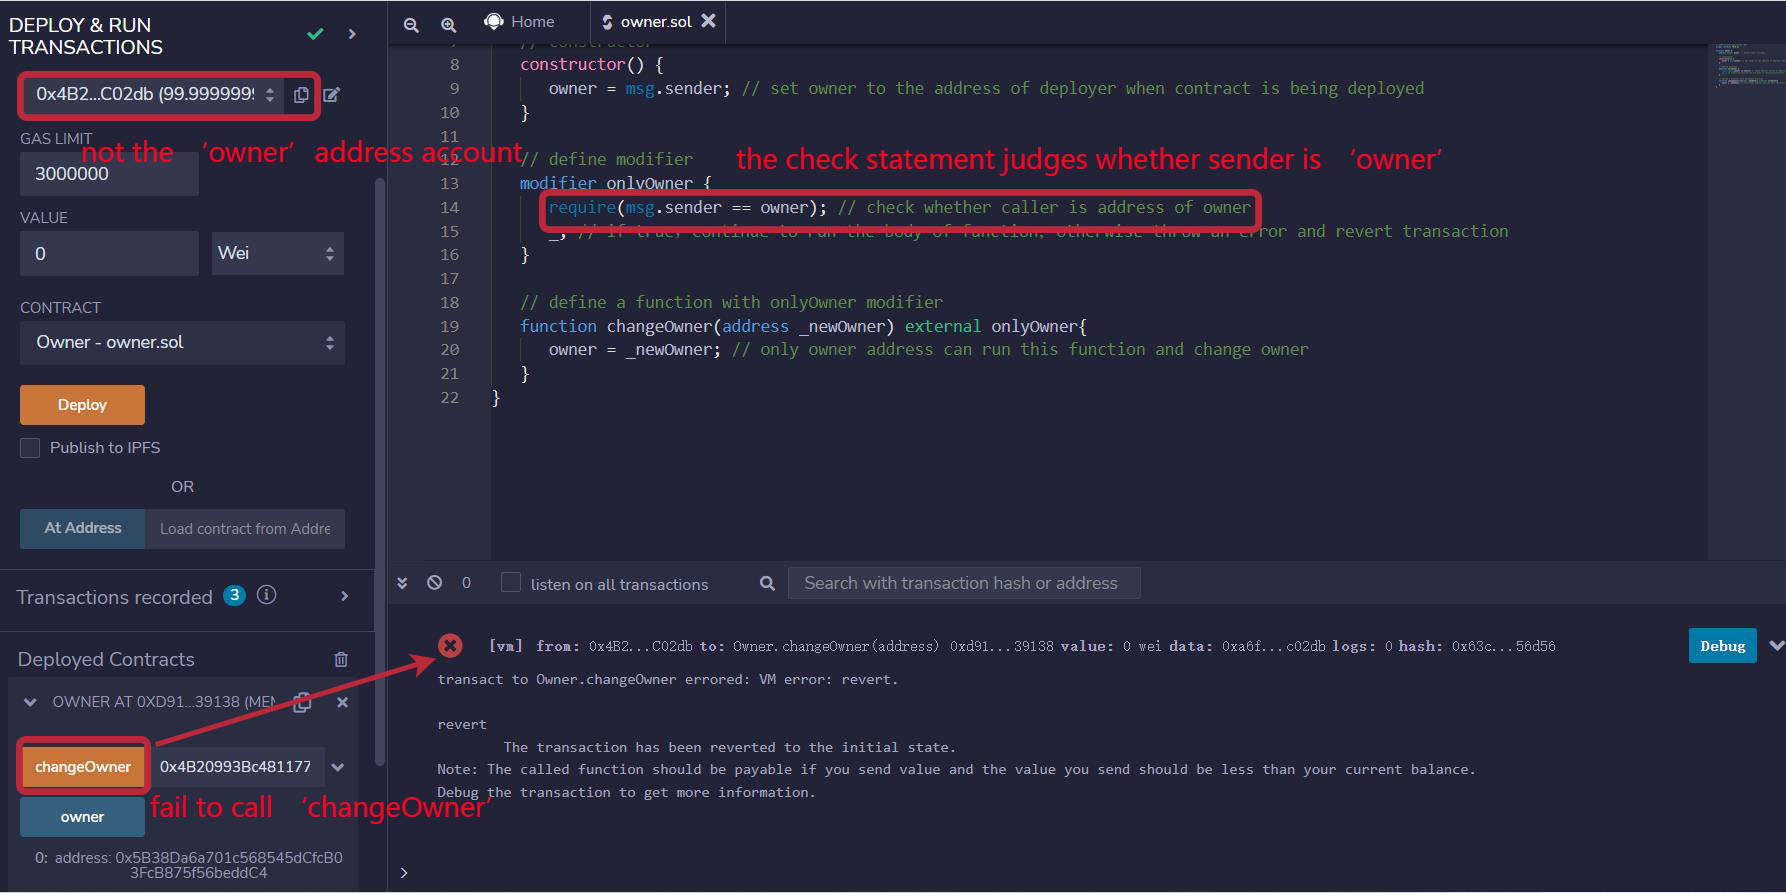 DEPLOY & RUN
TRANSACTIONS
0x4B2...C02db (99.9999999
GAS LIMIT
not the ‘owner’ address account
3000000
VALUE
0
Wei
CONTRACT
Owner - owner.sol
Deploy
Publish to IPFS
OR
At Address
Load contract from Addre
Transactions recorded 3 i
Deployed Contracts
OWNER AT 0XD91...39138 (MEM
changeOwner
0x4B20993Bc481177
fail to call ‘changeOwner’
owner
0: address: 0x5B38Da6a701c568545dCfcB0
3FcB875f56beddC4
Home
owner.sol
7 // constructor
8 constructor() {
9 owner = msg.sender; // set owner to the address of deployer when contract is being deployed
10 }
11
12 // define modifier
the check statement judges whether sender is ‘owner’
13 modifier onlyOwner {
14 require(msg.sender == owner); // check whether caller is address of owner
15 _; // if true, continue to run the body of function, otherwise throw an error and revert transaction
16 }
17
18 // define a function with onlyOwner modifier
19 function changeOwner(address _newOwner) external onlyOwner{
20 owner = _newOwner; // only owner address can run this function and change owner
21 }
22 }
0
listen on all transactions
Search with transaction hash or address
[vm] from: 0x4B2...C02db to: Owner.changeOwner(address) 0xd91...39138 value: 0 wei data: 0xa6f...c02db logs: 0 hash: 0x63c...56d56
Debug
transact to Owner.changeOwner errored: VM error: revert.
revert
The transaction has been reverted to the initial state.
Note: The called function should be payable if you send value and the value you send should be less than your current balance.
Debug the transaction to get more information.
>